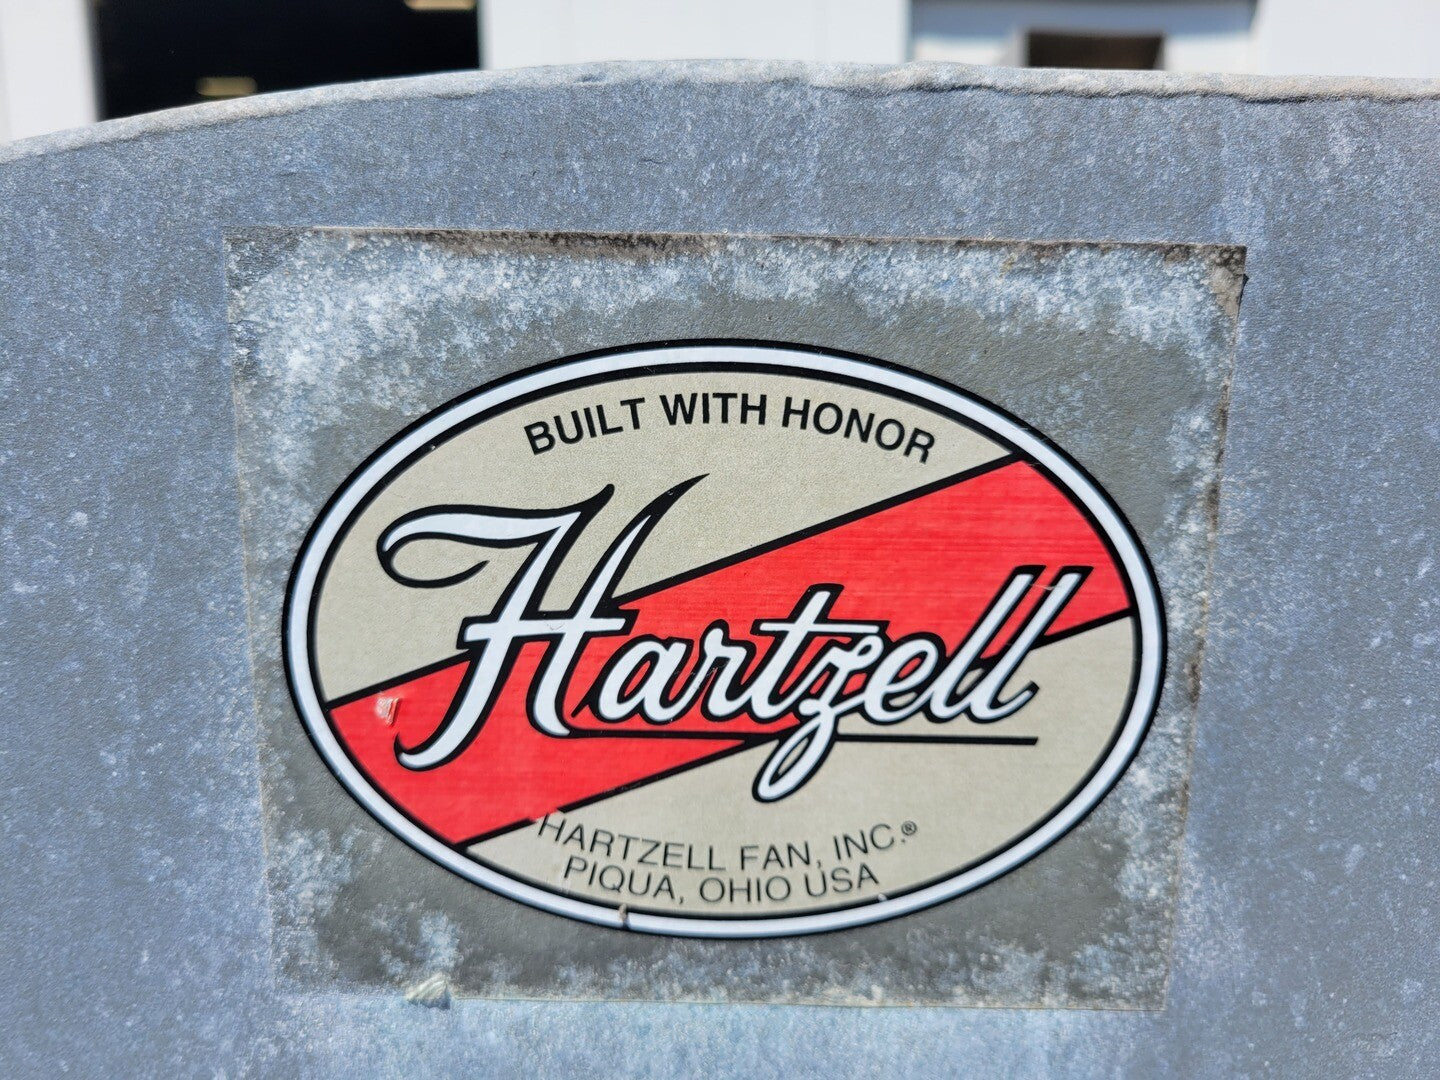 BUILT WITH HONOR
Hartzell
HARTZELL FAN, INC.®
PIQUA, OHIO USA